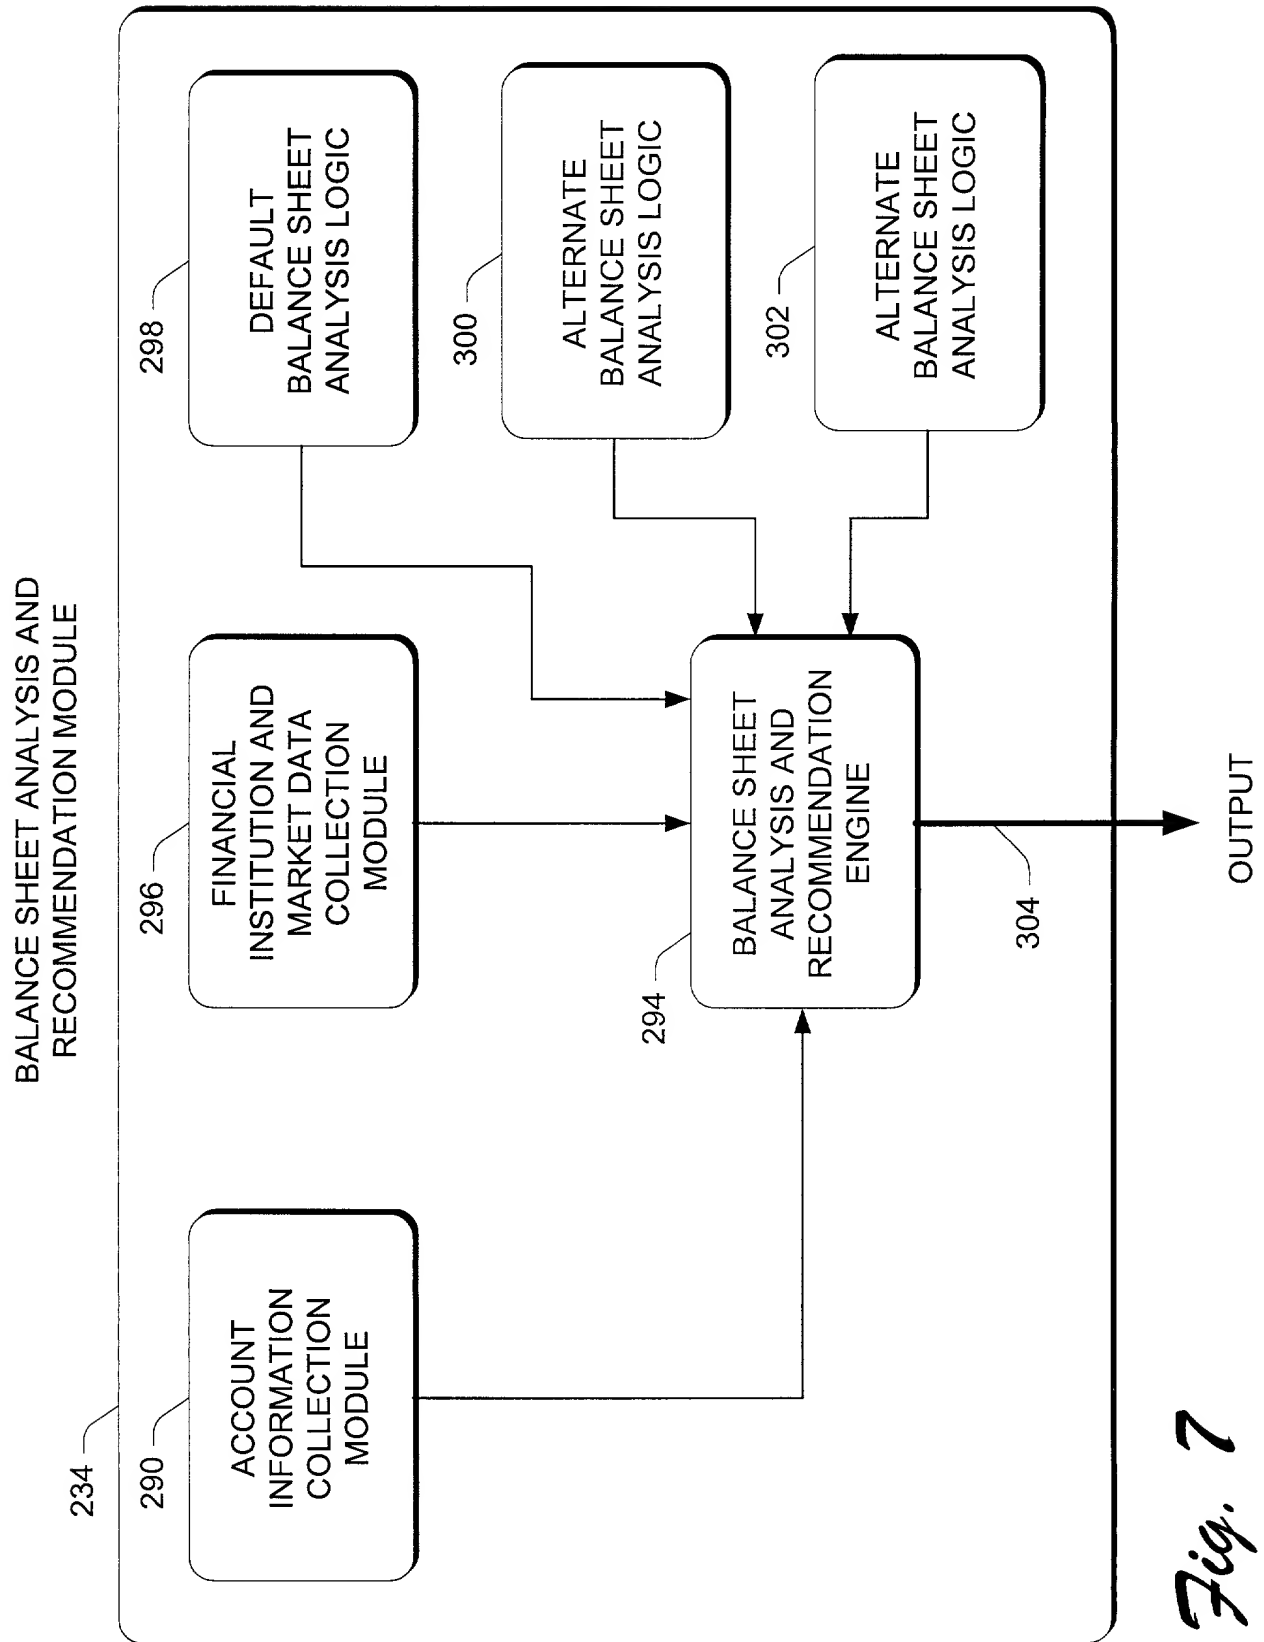 BALANCE SHEET ANALYSIS AND
RECOMMENDATION MODULE
234
290
ACCOUNT
INFORMATION
COLLECTION
MODULE
296
FINANCIAL
INSTITUTION AND
MARKET DATA
COLLECTION
MODULE
298
DEFAULT
BALANCE SHEET
ANALYSIS LOGIC
300
ALTERNATE
BALANCE SHEET
ANALYSIS LOGIC
302
ALTERNATE
BALANCE SHEET
ANALYSIS LOGIC
294
BALANCE SHEET
ANALYSIS AND
RECOMMENDATION
ENGINE
304
OUTPUT
Fig. 7